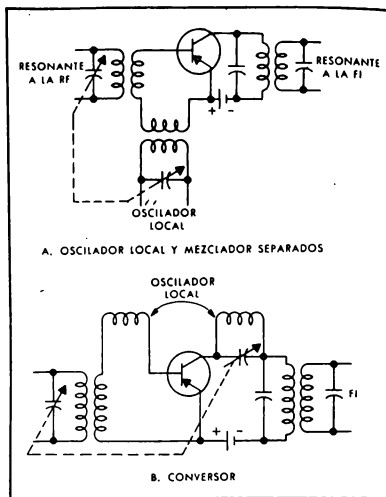 RESONANTE
A LA RF
RESONANTE
A LA FI
+ -
OSCILADOR
LOCAL
A. OSCILADOR LOCAL Y MEZCLADOR SEPARADOS
OSCILADOR
LOCAL
FI
+ -
B. CONVERSOR